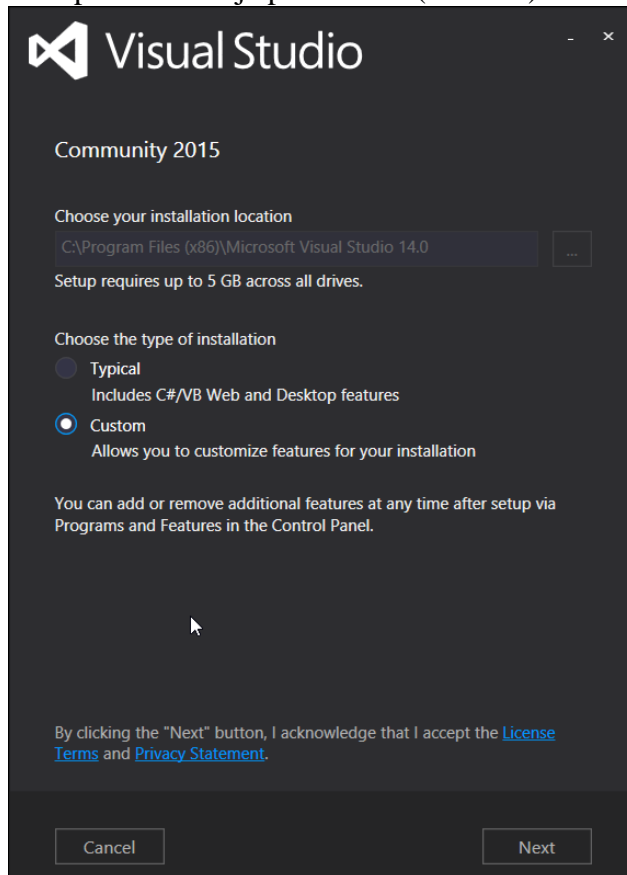 Visual Studio
Community 2015
Choose your installation location
C:\Program Files (x86)\Microsoft Visual Studio 14.0
...
Setup requires up to 5 GB across all drives.
Choose the type of installation
Typical
Includes C#/VB Web and Desktop features
Custom
Allows you to customize features for your installation
You can add or remove additional features at any time after setup via
Programs and Features in the Control Panel.
By clicking the "Next" button, I acknowledge that I accept the License
Terms and Privacy Statement.
Cancel
Next